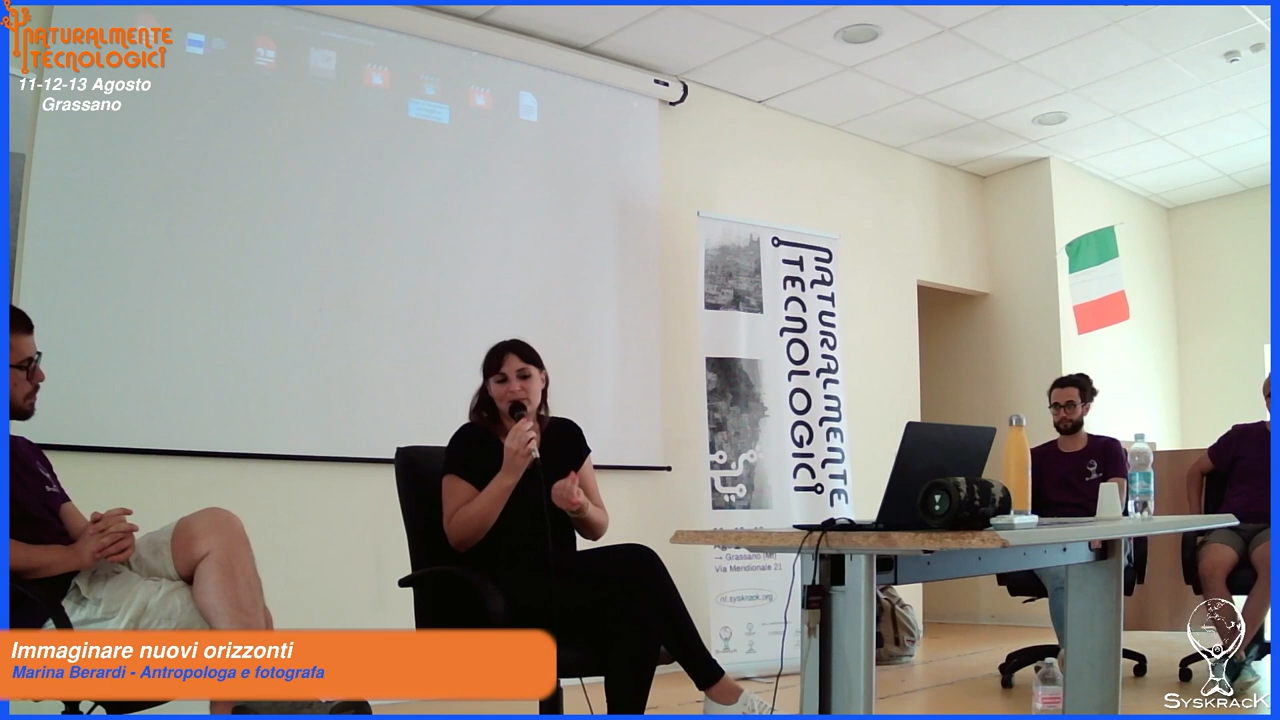 NATURALMENTE
TECNOLOGICI
11-12-13 Agosto
Grassano
NATURALMENTE
TECNOLOGICI
→ Grassano (Mt)
Via Meridionale 21
nt.syskrack.org
Immaginare nuovi orizzonti
Marina Berardi - Antropologa e fotografa
SYSKRACK